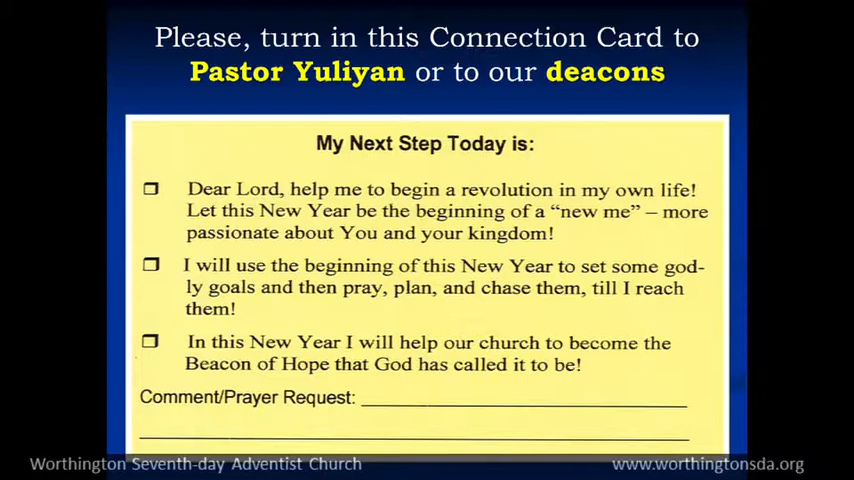 Please, turn in this Connection Card to
Pastor Yuliyan or to our deacons
My Next Step Today is:
Dear Lord, help me to begin a revolution in my own life!
Let this New Year be the beginning of a “new me” – more
passionate about You and your kingdom!
I will use the beginning of this New Year to set some god-
ly goals and then pray, plan, and chase them, till I reach
them!
In this New Year I will help our church to become the
Beacon of Hope that God has called it to be!
Comment/Prayer Request:
Worthington Seventh-day Adventist Church
www.worthingtonsda.org